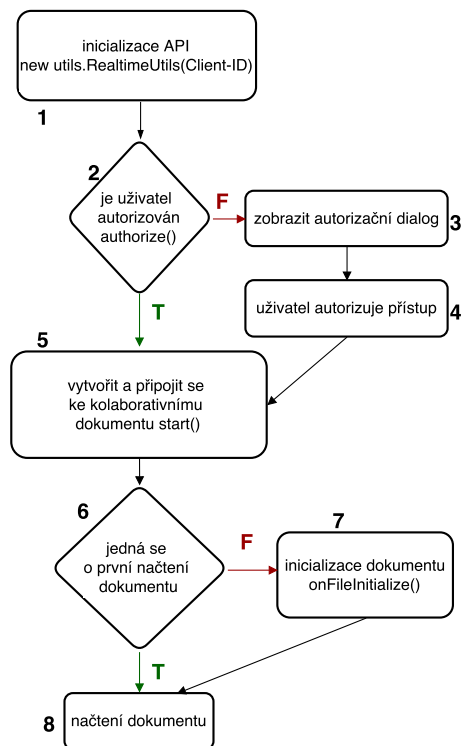 inicializace API
new utils.RealtimeUtils(Client-ID)
1
2
je uživatel
autorizován
authorize()
F
zobrazit autorizační dialog
3
T
uživatel autorizuje přístup
4
5
vytvořit a připojit se
ke kolaborativnímu
dokumentu start()
6
jedná se
o první načtení
dokumentu
F
7
inicializace dokumentu
onFileInitialize()
T
8
načtení dokumentu